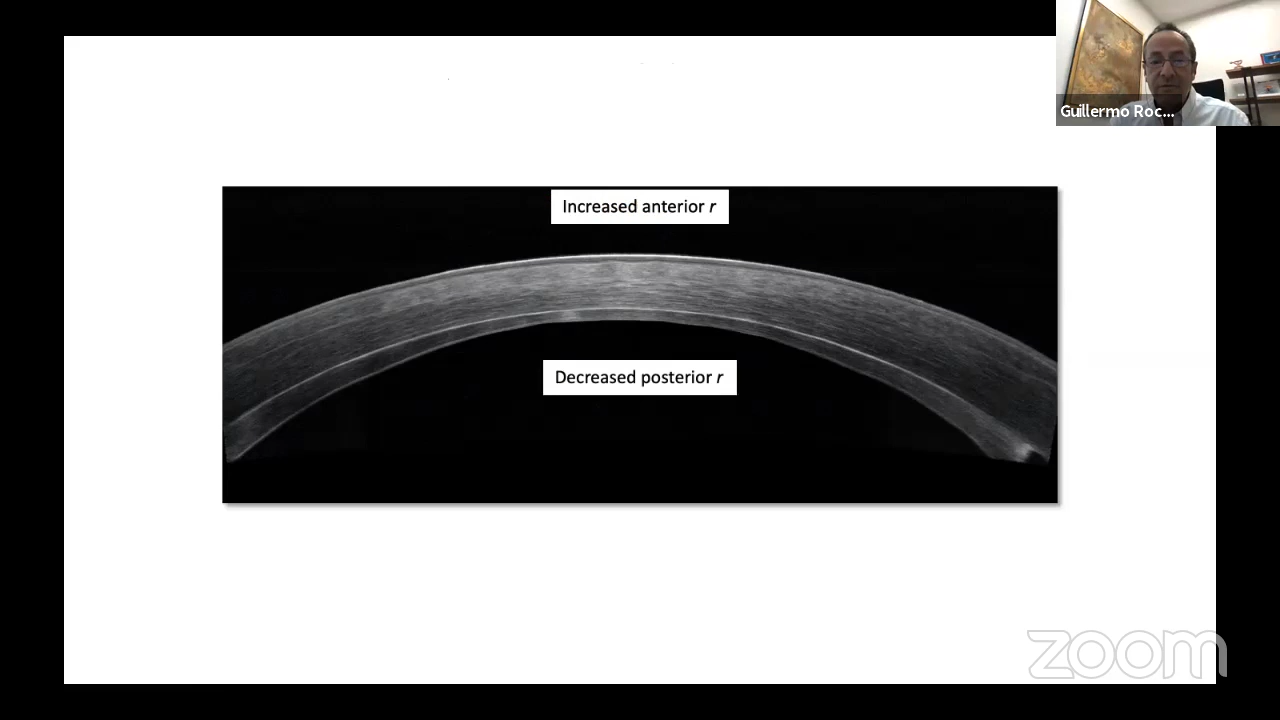 Guillermo Roc...
Increased anterior r
Decreased posterior r
zoom